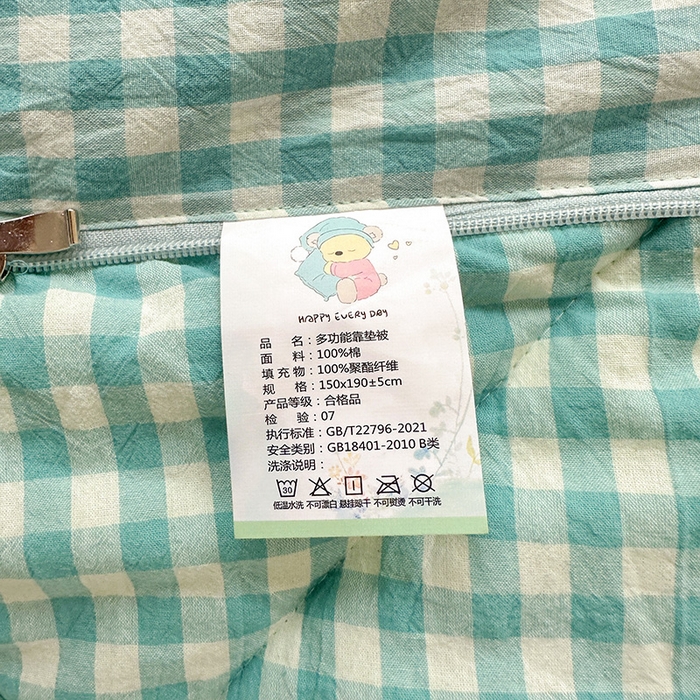 HAPPY EVERY DAY
品 名：多功能靠垫被
面 料：100%棉
填充物：100%聚酯纤维
规 格：150x190±5cm
产品等级：合格品
检 验：07
执行标准：GB/T22796-2021
安全类别：GB18401-2010 B类
洗涤说明：
30
低温水洗 不可漂白 悬挂晾干 不可熨烫 不可干洗